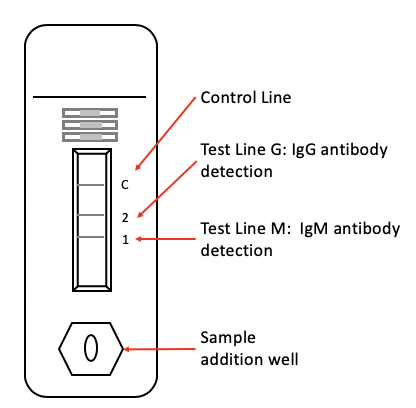 Control Line
Test Line G: IgG antibody
detection
C
2
1
Test Line M:  IgM antibody
detection
Sample
addition well